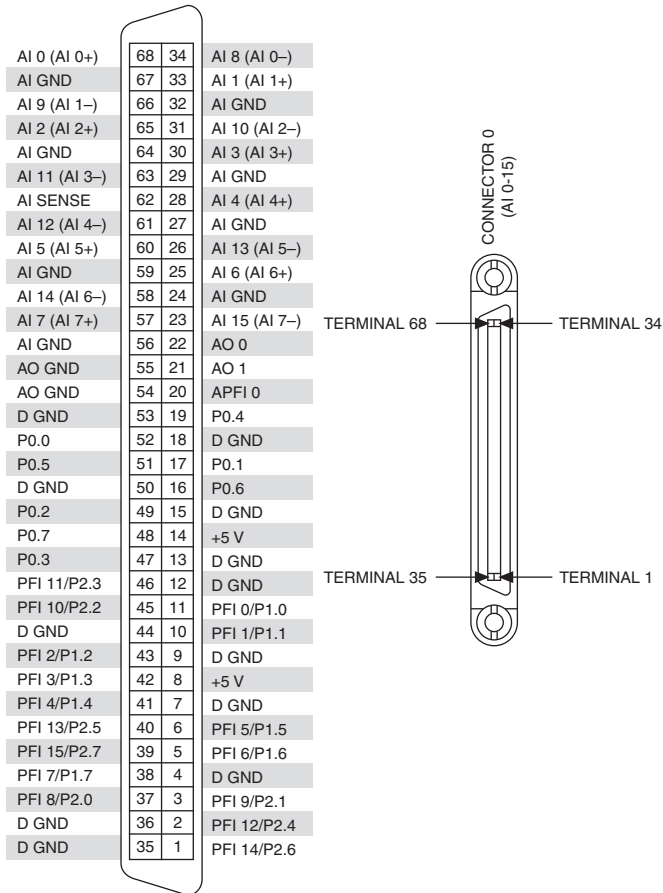 AI 0 (AI 0+) 68 34 AI 8 (AI 0–)
AI GND 67 33 AI 1 (AI 1+)
AI 9 (AI 1–) 66 32 AI GND
AI 2 (AI 2+) 65 31 AI 10 (AI 2–)
AI GND 64 30 AI 3 (AI 3+)
AI 11 (AI 3–) 63 29 AI GND
AI SENSE 62 28 AI 4 (AI 4+)
AI 12 (AI 4–) 61 27 AI GND
AI 5 (AI 5+) 60 26 AI 13 (AI 5–)
AI GND 59 25 AI 6 (AI 6+)
AI 14 (AI 6–) 58 24 AI GND
AI 7 (AI 7+) 57 23 AI 15 (AI 7–)
AI GND 56 22 AO 0
AO GND 55 21 AO 1
AO GND 54 20 APFI 0
D GND 53 19 P0.4
P0.0 52 18 D GND
P0.5 51 17 P0.1
D GND 50 16 P0.6
P0.2 49 15 D GND
P0.7 48 14 +5 V
P0.3 47 13 D GND
PFI 11/P2.3 46 12 D GND
PFI 10/P2.2 45 11 PFI 0/P1.0
D GND 44 10 PFI 1/P1.1
PFI 2/P1.2 43 9 D GND
PFI 3/P1.3 42 8 +5 V
PFI 4/P1.4 41 7 D GND
PFI 13/P2.5 40 6 PFI 5/P1.5
PFI 15/P2.7 39 5 PFI 6/P1.6
PFI 7/P1.7 38 4 D GND
PFI 8/P2.0 37 3 PFI 9/P2.1
D GND 36 2 PFI 12/P2.4
D GND 35 1 PFI 14/P2.6
CONNECTOR 0
(AI 0-15)
TERMINAL 68 TERMINAL 34
TERMINAL 35 TERMINAL 1